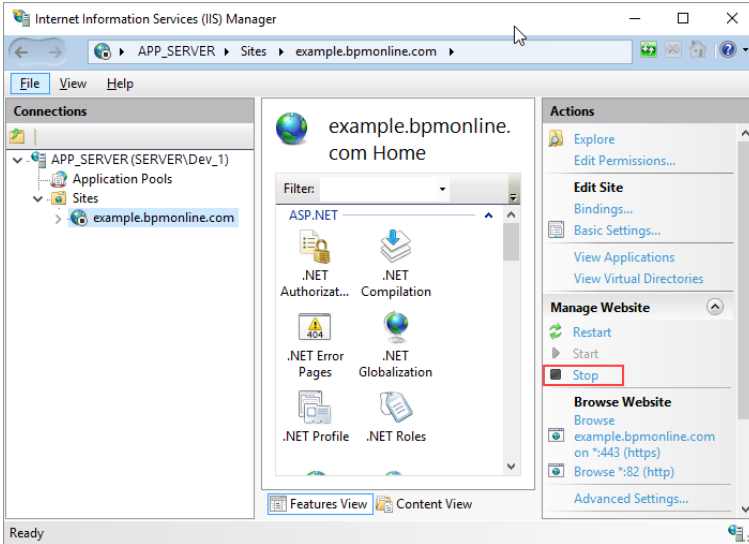 Internet Information Services (IIS) Manager
APP_SERVER Sites example.bpmonline.com
File View Help
Connections
APP_SERVER (SERVER\Dev_1)
Application Pools
Sites
example.bpmonline.com
example.bpmonline.
com Home
Filter:
ASP.NET
.NET
Authorizat...
.NET
Compilation
404
.NET Error
Pages
.NET
Globalization
.NET Profile
.NET Roles
Features View
Content View
Actions
Explore
Edit Permissions...
Edit Site
Bindings...
Basic Settings...
View Applications
View Virtual Directories
Manage Website
Restart
Start
Stop
Browse Website
Browse
example.bpmonline.com
on *:443 (https)
Browse *:82 (http)
Advanced Settings...
Ready